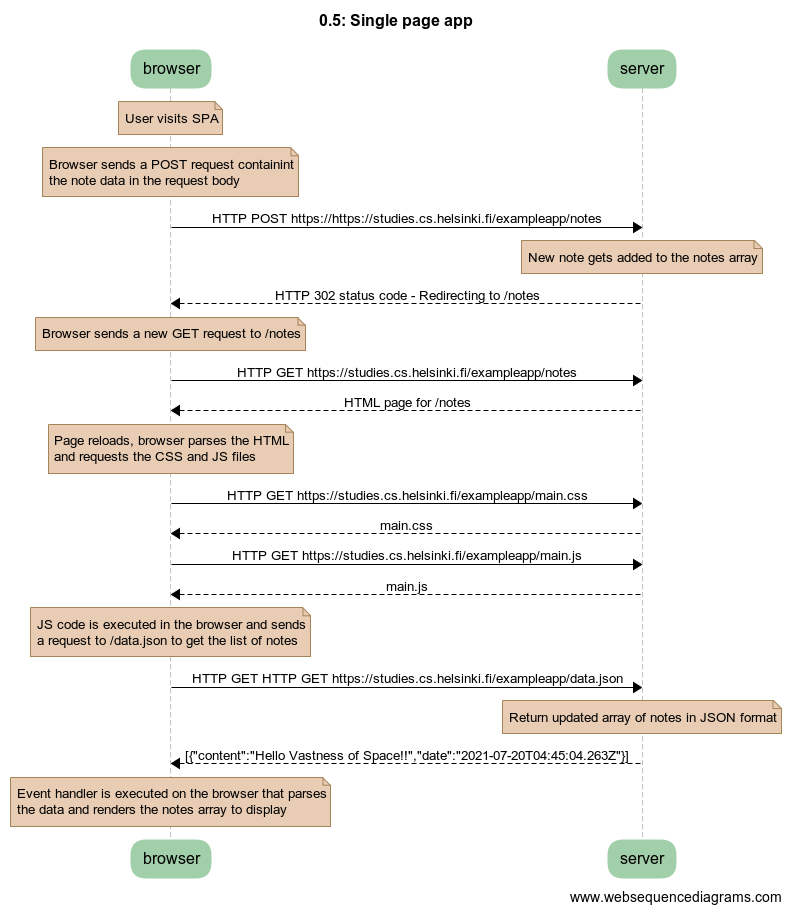 0.5: Single page app
browser
server
User visits SPA
Browser sends a POST request containint
the note data in the request body
HTTP POST https://https://studies.cs.helsinki.fi/exampleapp/notes
New note gets added to the notes array
HTTP 302 status code - Redirecting to /notes
Browser sends a new GET request to /notes
HTTP GET https://studies.cs.helsinki.fi/exampleapp/notes
HTML page for /notes
Page reloads, browser parses the HTML
and requests the CSS and JS files
HTTP GET https://studies.cs.helsinki.fi/exampleapp/main.css
main.css
HTTP GET https://studies.cs.helsinki.fi/exampleapp/main.js
main.js
JS code is executed in the browser and sends
a request to /data.json to get the list of notes
HTTP GET HTTP GET https://studies.cs.helsinki.fi/exampleapp/data.json
Return updated array of notes in JSON format
[{"content":"Hello Vastness of Space!!","date":"2021-07-20T04:45:04.263Z"}]
Event handler is executed on the browser that parses
the data and renders the notes array to display
browser
server
www.websequencediagrams.com